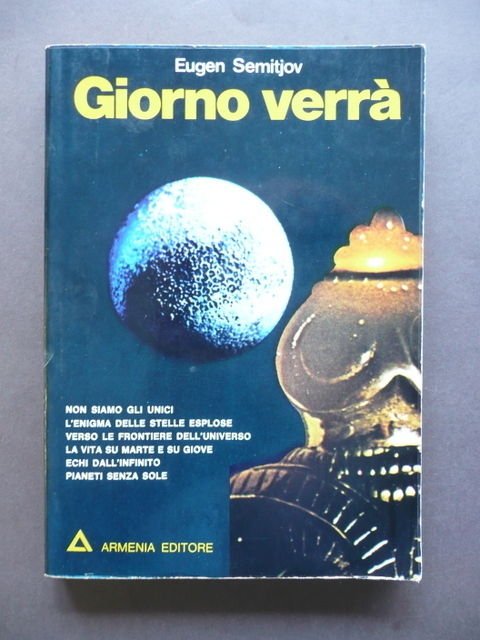 Eugen Semitjov
Giorno verrà
NON SIAMO GLI UNICI
L'ENIGMA DELLE STELLE ESPLOSE
VERSO LE FRONTIERE DELL'UNIVERSO
LA VITA SU MARTE E SU GIOVE
ECHI DALL'INFINITO
PIANETI SENZA SOLE
ARMENIA EDITORE